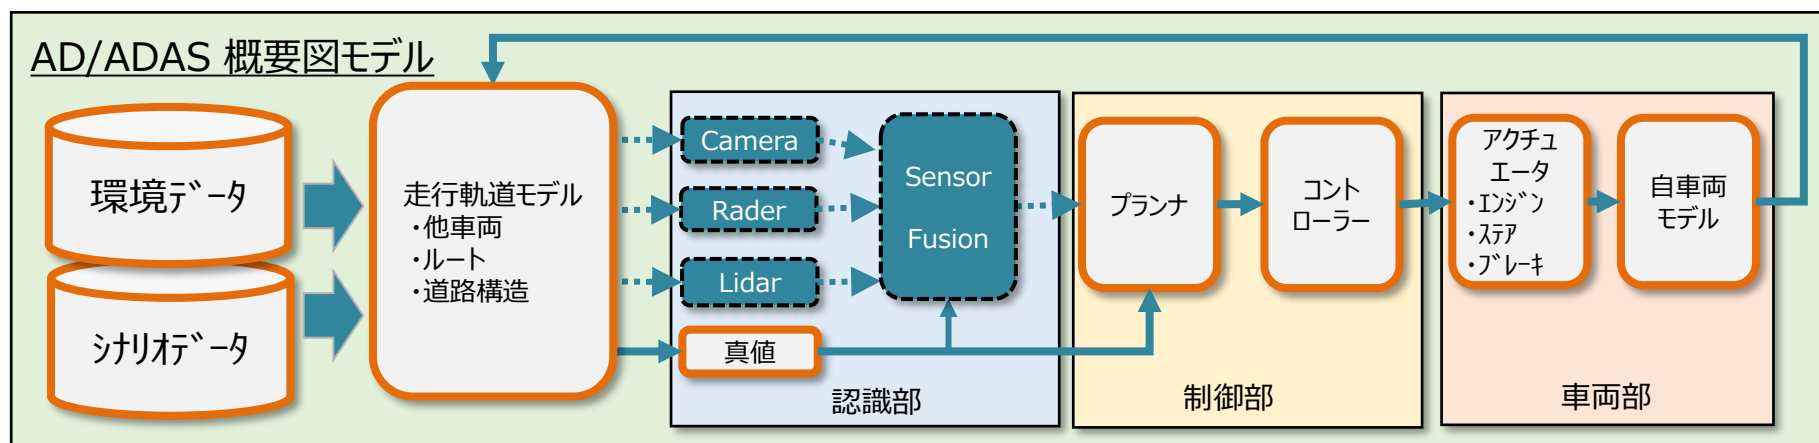 AD/ADAS 概要図モデル
環境ﾃﾞｰﾀ
ｼﾅﾘｵﾃﾞｰﾀ
走行軌道モデル
・他車両
・ルート
・道路構造
Camera
Rader
Lidar
真値
Sensor
Fusion
認識部
プランナ
コント
ローラー
制御部
アクチュ
エータ
・ｴﾝｼﾞﾝ
・ｽﾃｱ
・ﾌﾞﾚｰｷ
自車両
モデル
車両部